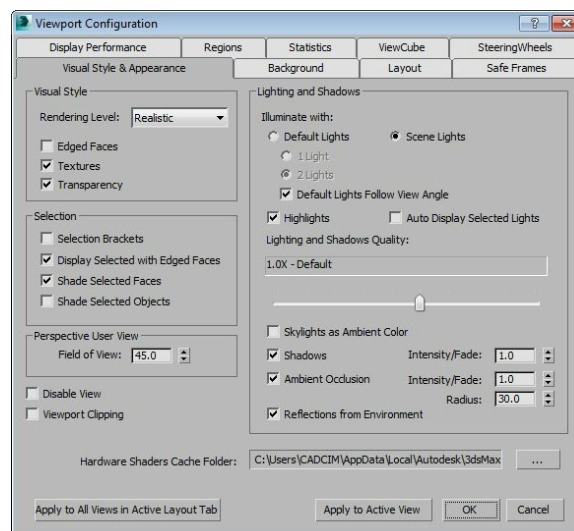 Viewport Configuration
Display Performance Regions Statistics ViewCube SteeringWheels
Visual Style & Appearance Background Layout Safe Frames
Visual Style
Rendering Level: Realistic
Edged Faces
Textures
Transparency
Selection
Selection Brackets
Display Selected with Edged Faces
Shade Selected Faces
Shade Selected Objects
Perspective User View
Field of View: 45.0
Disable View
Viewport Clipping
Lighting and Shadows
Illuminate with:
Default Lights Scene Lights
1 Light
2 Lights
Default Lights Follow View Angle
Highlights Auto Display Selected Lights
Lighting and Shadows Quality:
1.0X - Default
Skylights as Ambient Color
Shadows Intensity/Fade: 1.0
Ambient Occlusion Intensity/Fade: 1.0
Radius: 30.0
Reflections from Environment
Hardware Shaders Cache Folder: C:\Users\CADCIM\AppData\Local\Autodesk\3dsMax ...
Apply to All Views in Active Layout Tab Apply to Active View OK Cancel